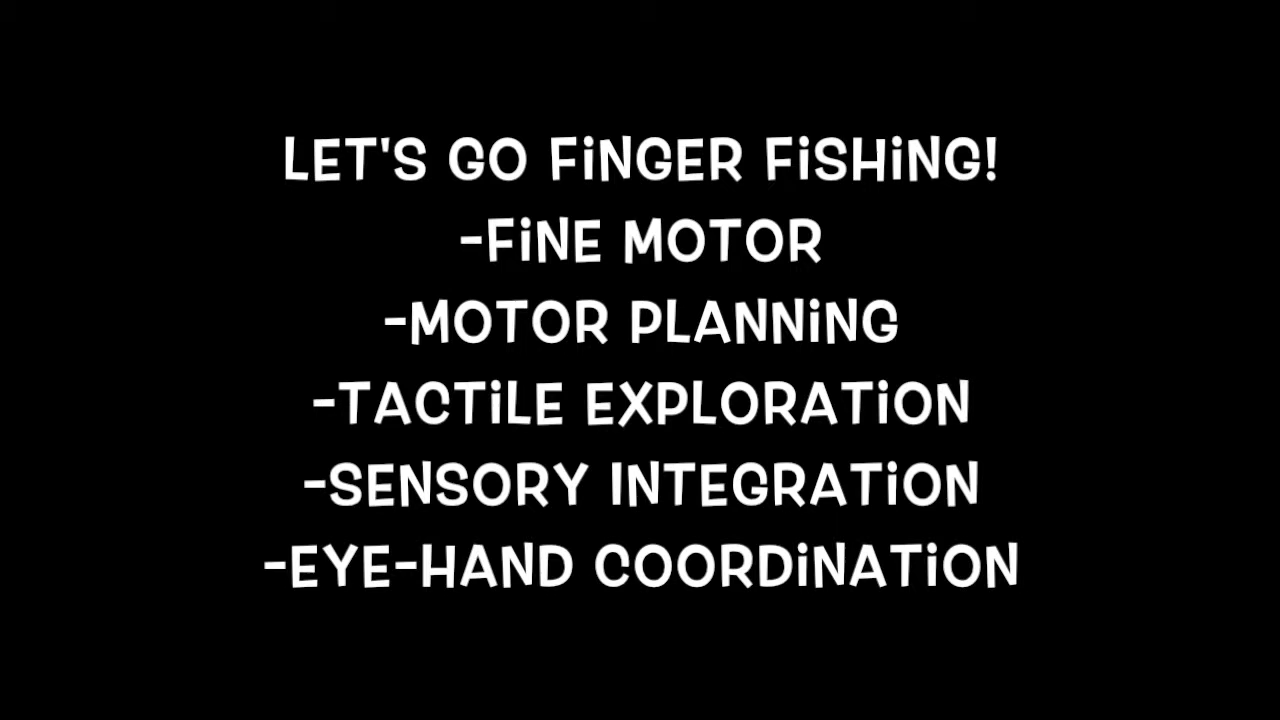 LET'S GO FiNGER FiSHiNG!
-FiNE MOTOR
-MOTOR PLANNiNG
-TACTiLE EXPLORATiON
-SENSORY INTEGRATiON
-EYE-HAND COORDiNATiON